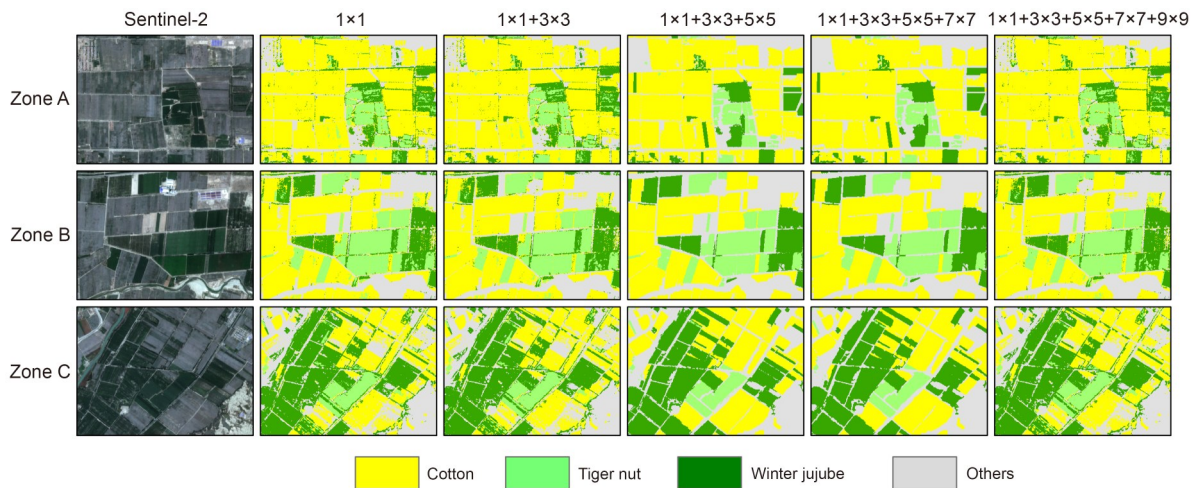 Sentinel-2 1×1 1×1+3×3 1×1+3×3+5×5 1×1+3×3+5×5+7×7 1×1+3×3+5×5+7×7+9×9
Zone A
Zone B
Zone C
Cotton Tiger nut Winter jujube Others